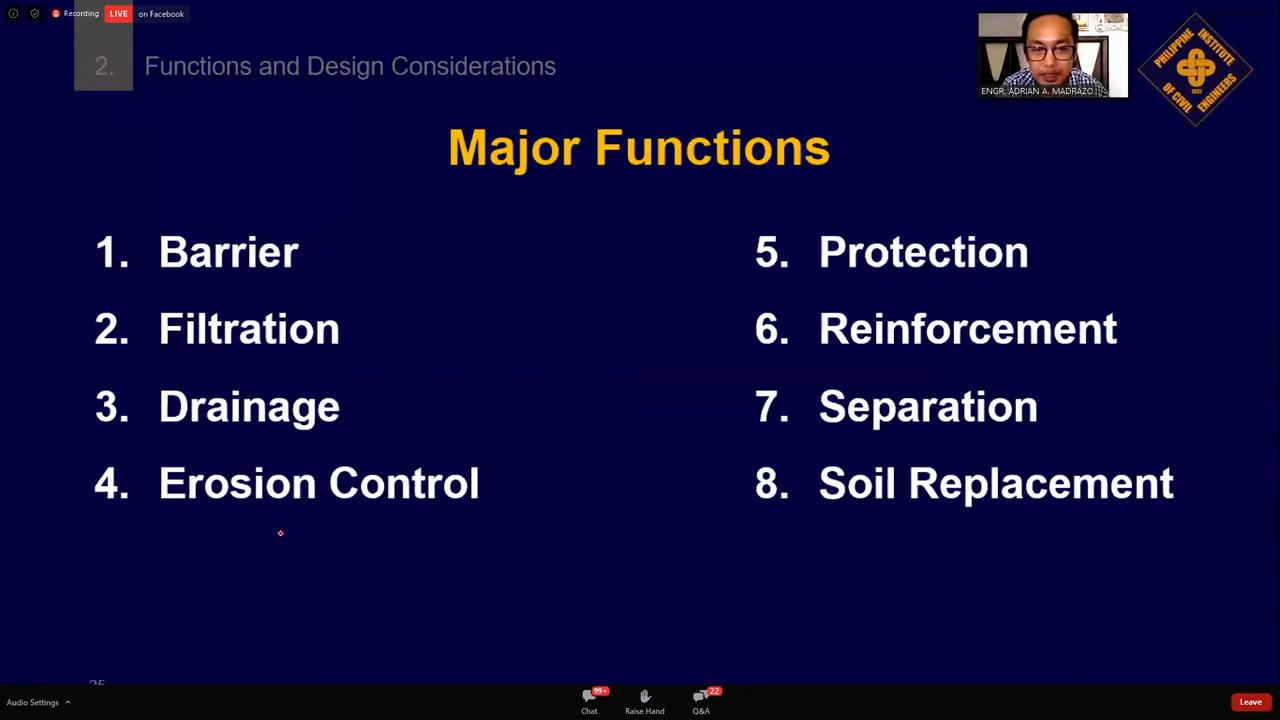 Recording LIVE on Facebook
2. Functions and Design Considerations
ENGR. ADRIAN A. MADRAZO
PHILIPPINE INSTITUTE
OF CIVIL ENGINEERS
1937
Major Functions
1. Barrier
2. Filtration
3. Drainage
4. Erosion Control
5. Protection
6. Reinforcement
7. Separation
8. Soil Replacement
Audio Settings
99+
Chat
Raise Hand
22
Q&A
Leave